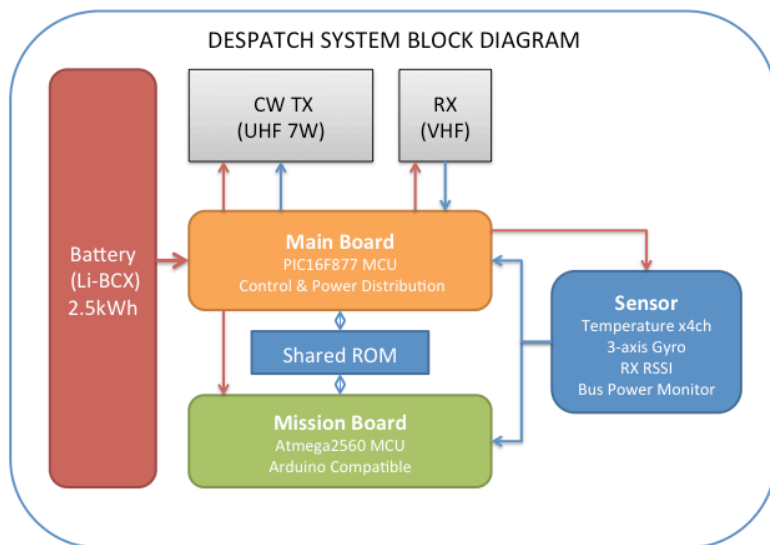 DESPATCH SYSTEM BLOCK DIAGRAM
CW TX
(UHF 7W)
RX
(VHF)
Battery
(Li-BCX)
2.5kWh
Main Board
PIC16F877 MCU
Control & Power Distribution
Shared ROM
Mission Board
Atmega2560 MCU
Arduino Compatible
Sensor
Temperature x4ch
3-axis Gyro
RX RSSI
Bus Power Monitor